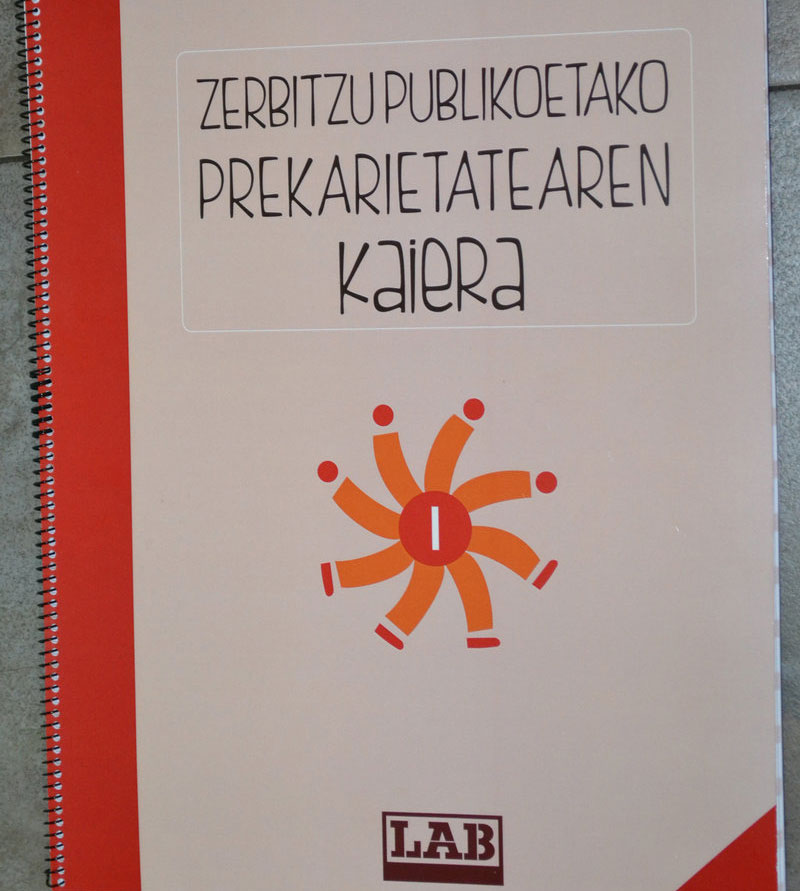 ZERBITZU PUBLIKOETAKO
PREKARIETATEAREN
Kaiera
I
LAB